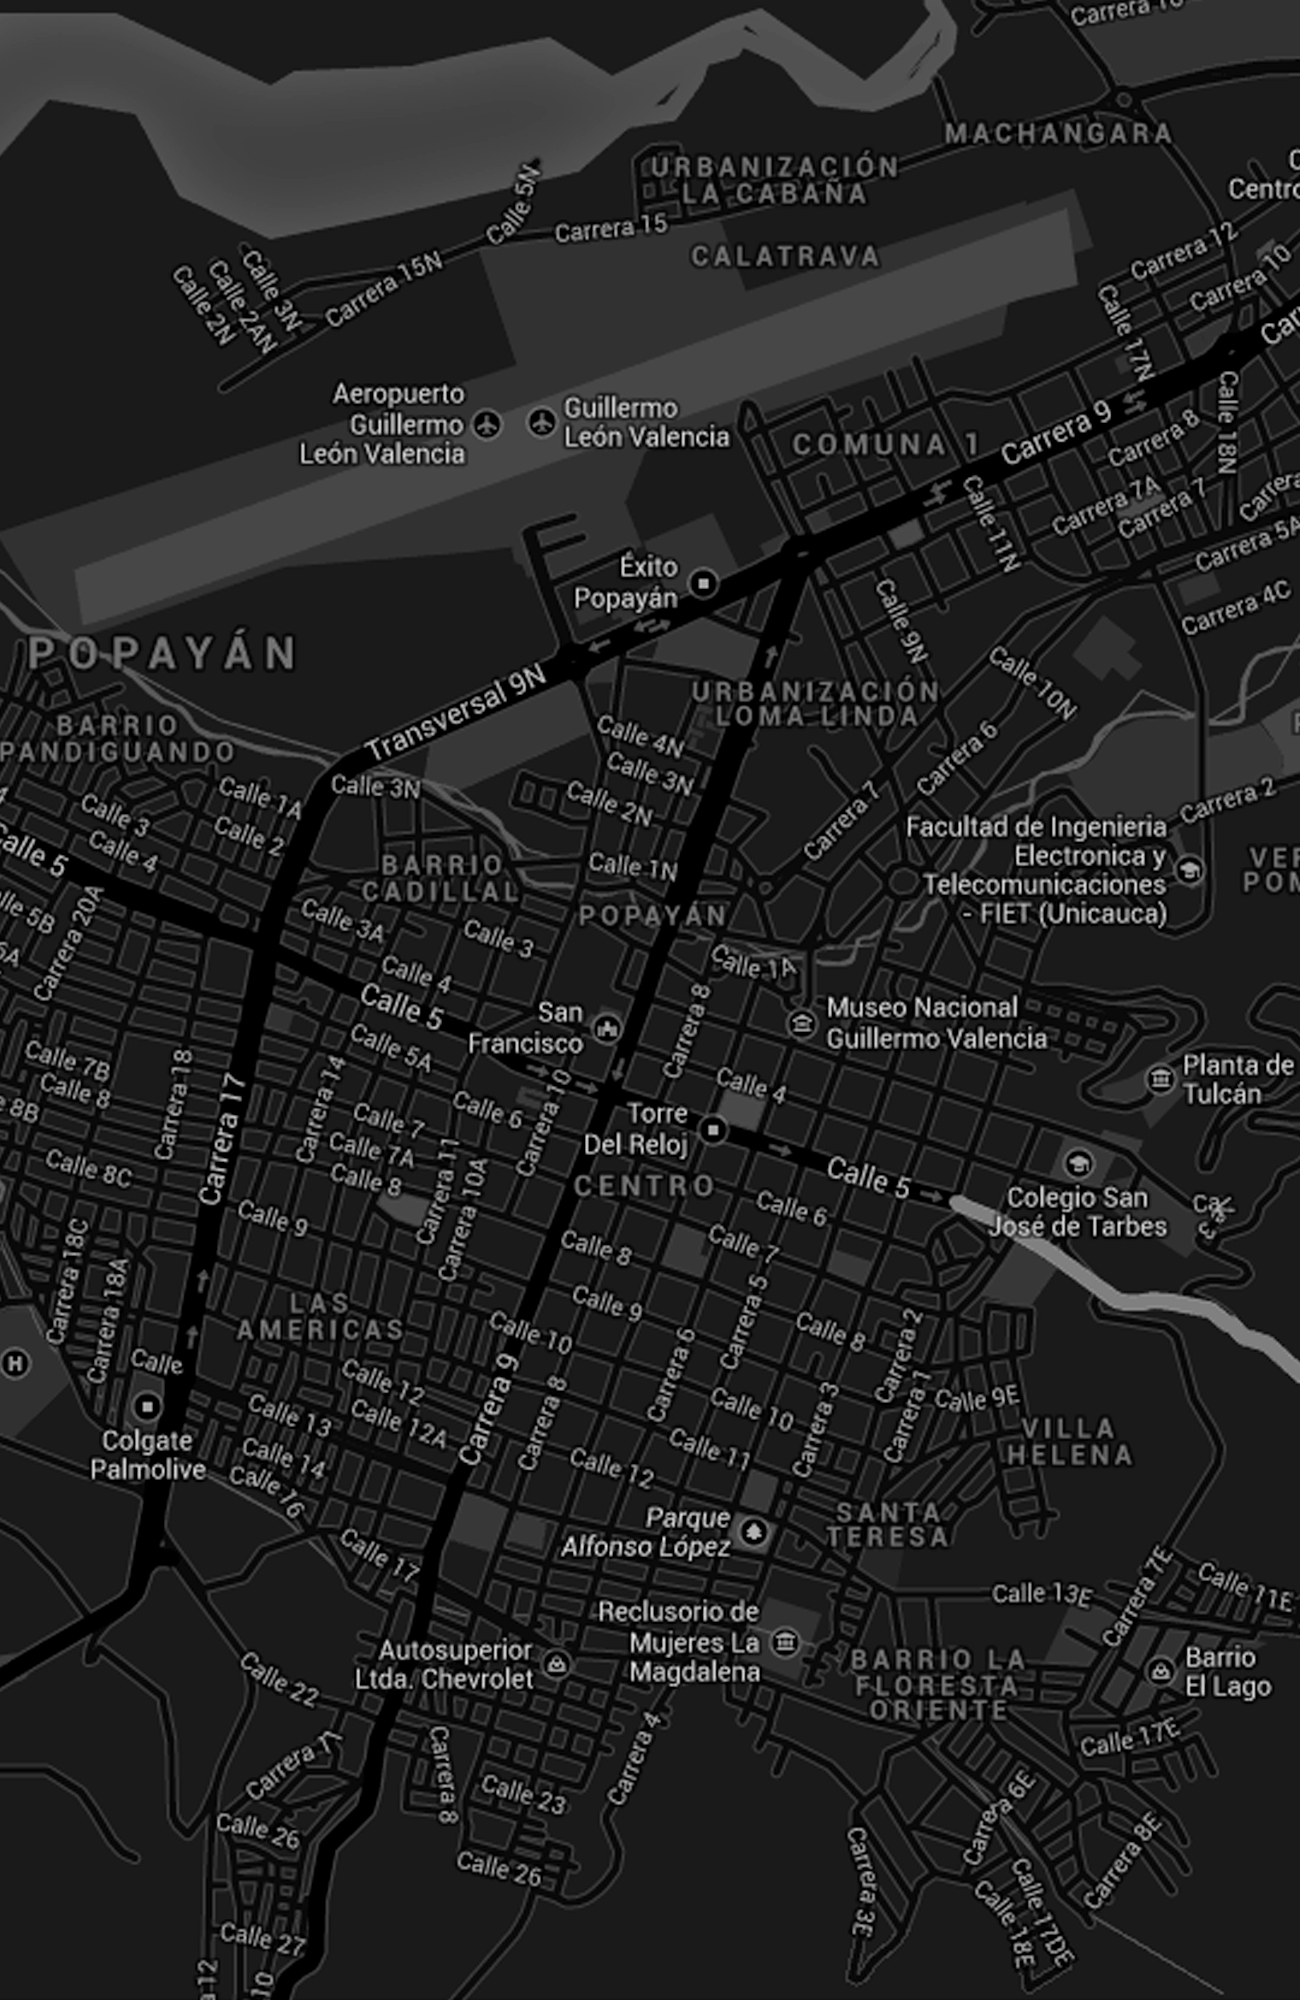 MACHANGARA
URBANIZACIÓN
LA CABAÑA
Calle 5N
Carrera 15
CALATRAVA
Carrera 12
Carrera 10
Calle 3N
Calle 2AN
Calle 2N
Carrera 15N
Calle 17N
Calle 18N
Aeropuerto
Guillermo
León Valencia
Guillermo
León Valencia
COMUNA 1
Carrera 9
Carrera 8
Carrera 7A
Carrera 7
Carrera
Calle 11N
Carrera 5A
Éxito
Popayán
Carrera 4C
Calle 9N
POPAYÁN
Transversal 9N
Calle 10N
URBANIZACIÓN
LOMA LINDA
BARRIO
PANDIGUANDO
Calle 4N
Calle 3N
Calle 2N
Carrera 6
Calle 3N
Calle 1A
Calle 3
Calle 2
Calle 4
Calle 5
Carrera 7
Carrera 2
Facultad de Ingenieria
Electronica y
Telecomunicaciones
- FIET (Unicauca)
BARRIO
CADILLAL
Calle 1N
POPAYÁN
Carrera 20A
Calle 3A
Calle 3
Calle 4
Calle 5
Calle 1A
Carrera 8
San
Francisco
Museo Nacional
Guillermo Valencia
Planta de
Tulcán
Calle 5A
Calle 7B
Calle 8
Carrera 18
Carrera 17
Carrera 14
Calle 6
Carrera 10
Calle 4
Torre
Del Reloj
Calle 7
Calle 7A
Calle 8
Carrera 11
Carrera 10A
Calle 8C
CENTRO
Calle 5
Colegio San
José de Tarbes
Calle 9
Calle 6
Calle 7
Calle 8
Carrera 18C
Carrera 18A
LAS
AMERICAS
Calle 9
Carrera 5
Calle 8
Carrera 2
Calle 10
Carrera 6
Calle
Calle 12
Carrera 9
Carrera 8
Calle 10
Carrera 3
Carrera 1
Calle 9E
Calle 13
Calle 12A
Calle 11
VILLA
HELENA
Colgate
Palmolive
Calle 14
Calle 16
Calle 12
Parque
Alfonso López
SANTA
TERESA
Calle 17
Calle 13E
Carrera 7E
Calle 11E
Reclusorio de
Mujeres La
Magdalena
Autosuperior
Ltda. Chevrolet
BARRIO LA
FLORESTA
ORIENTE
Barrio
El Lago
Calle 22
Carrera 4
Calle 17E
Carrera 8
Calle 23
Carrera 6E
Calle 26
Calle 26
Carrera 3E
Carrera 8E
Calle 17DE
Calle 18E
Calle 27